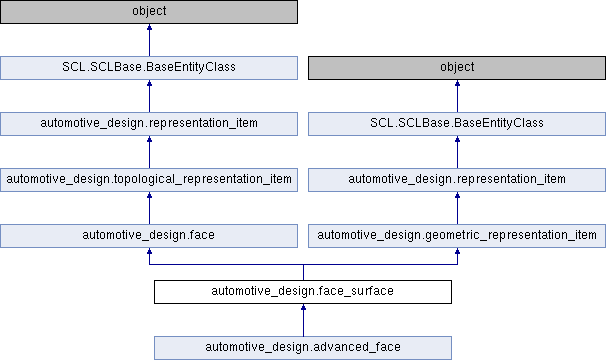 object
SCL.SCLBase.BaseEntityClass
object
automotive_design.representation_item
SCL.SCLBase.BaseEntityClass
automotive_design.topological_representation_item
automotive_design.representation_item
automotive_design.face
automotive_design.geometric_representation_item
automotive_design.face_surface
automotive_design.advanced_face